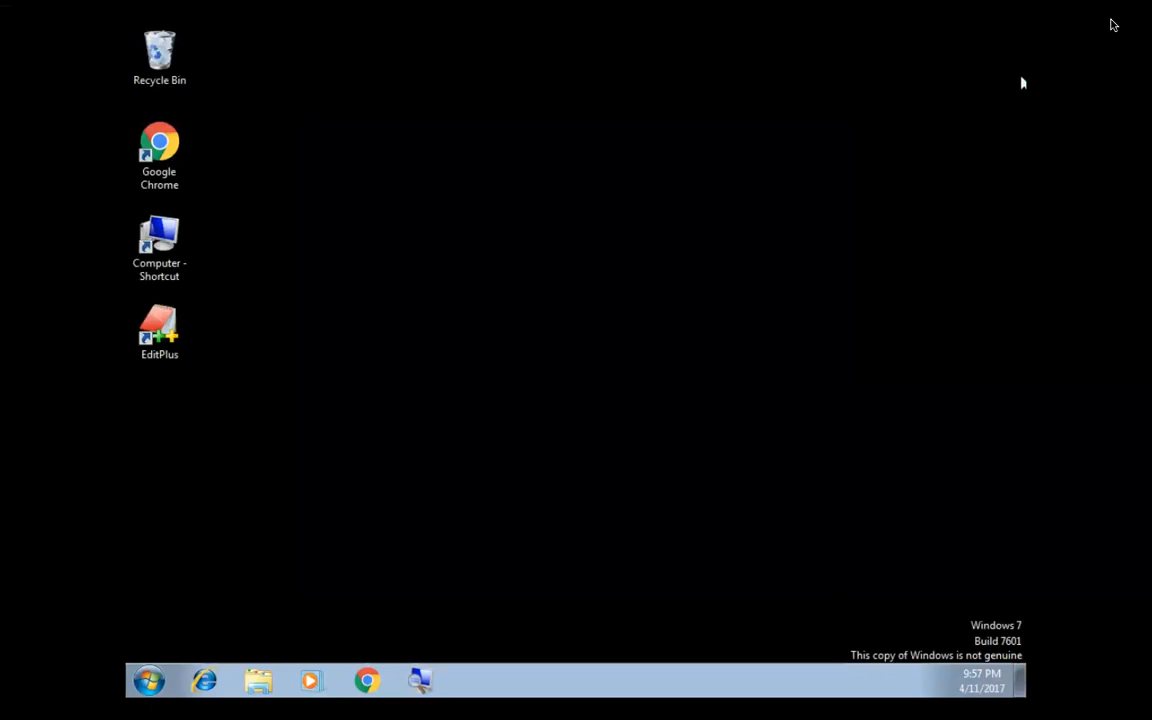 Recycle Bin
Google
Chrome
Computer -
Shortcut
EditPlus
Windows 7
Build 7601
This copy of Windows is not genuine
9:57 PM
4/11/2017